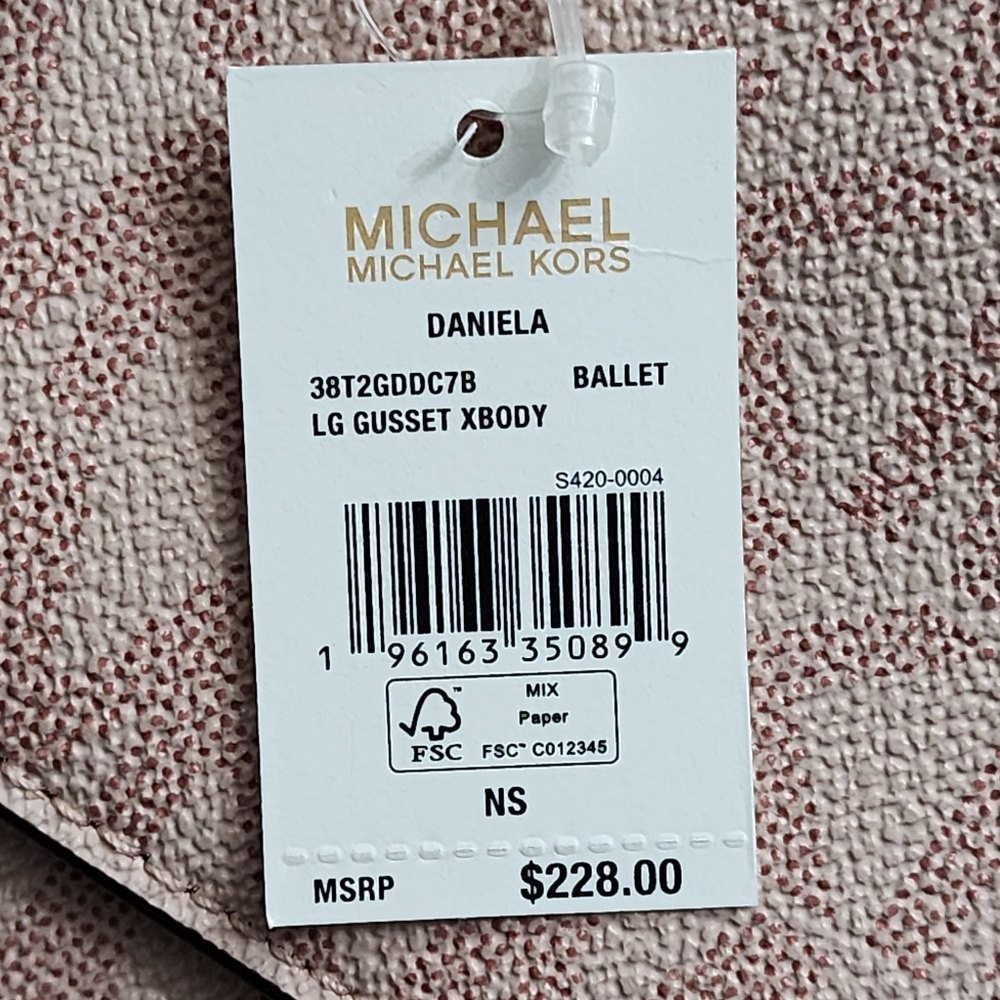 MICHAEL
MICHAEL KORS
DANIELA
38T2GDDC7B BALLET
LG GUSSET XBODY
S420-0004
1 96163 35089 9
MIX
Paper
FSC™ FSC™ C012345
NS
MSRP $228.00